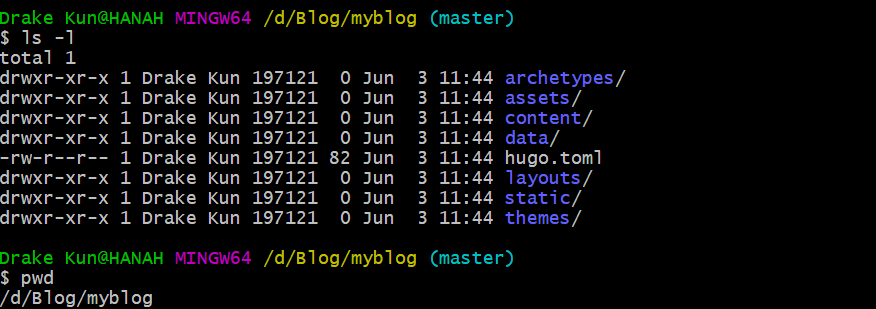 Drake Kun@HANAH MINGW64 /d/Blog/myblog (master)
$ ls -l
total 1
drwxr-xr-x 1 Drake Kun 197121  0 Jun  3 11:44 archetypes/
drwxr-xr-x 1 Drake Kun 197121  0 Jun  3 11:44 assets/
drwxr-xr-x 1 Drake Kun 197121  0 Jun  3 11:44 content/
drwxr-xr-x 1 Drake Kun 197121  0 Jun  3 11:44 data/
-rw-r--r-- 1 Drake Kun 197121 82 Jun  3 11:44 hugo.toml
drwxr-xr-x 1 Drake Kun 197121  0 Jun  3 11:44 layouts/
drwxr-xr-x 1 Drake Kun 197121  0 Jun  3 11:44 static/
drwxr-xr-x 1 Drake Kun 197121  0 Jun  3 11:44 themes/
Drake Kun@HANAH MINGW64 /d/Blog/myblog (master)
$ pwd
/d/Blog/myblog